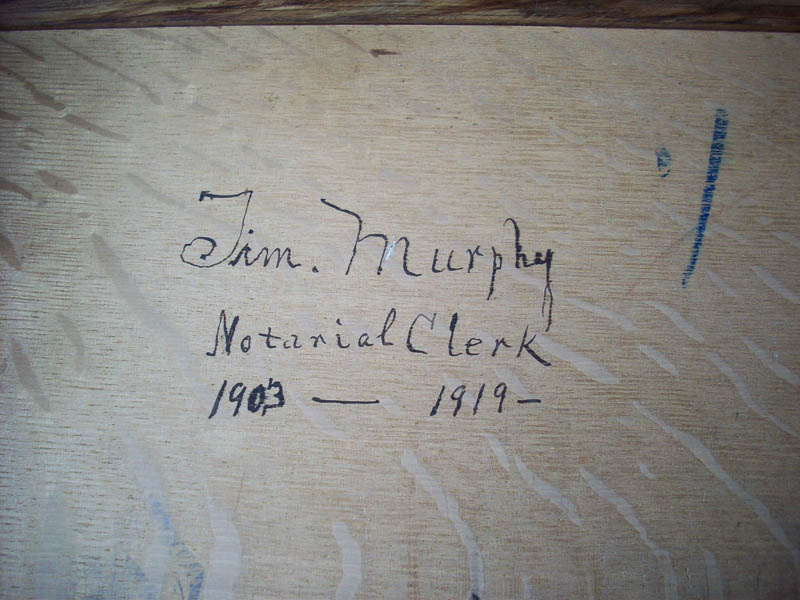 Jim. Murphy
Notarial Clerk
1903 — 1919-